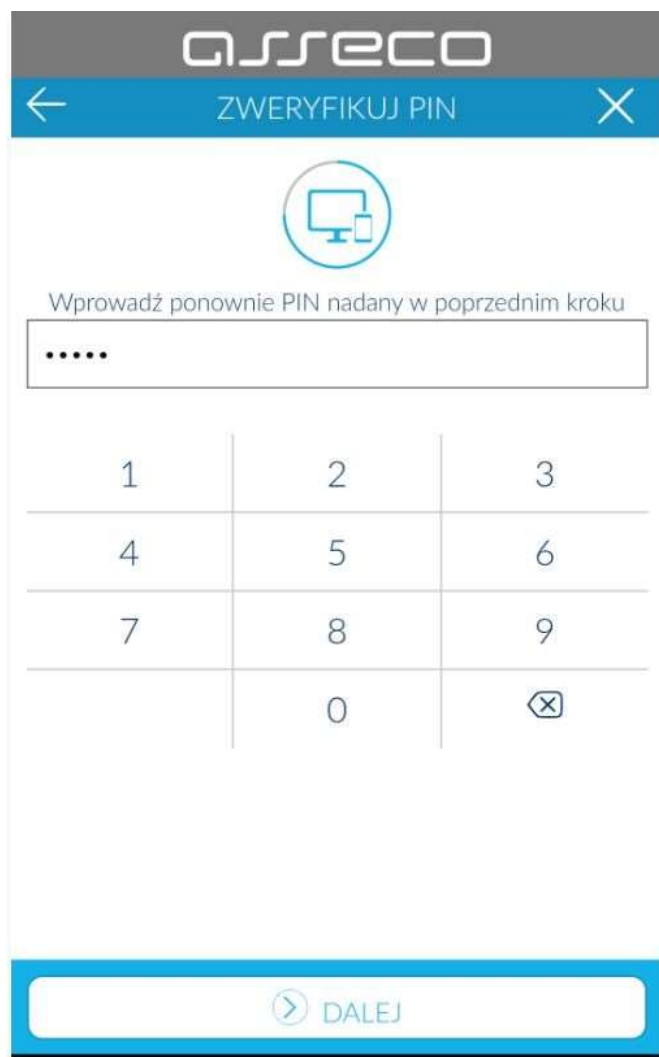 asseco
ZWERYFIKUJ PIN
Wprowadź ponownie PIN nadany w poprzednim kroku
•••••
1 2 3
4 5 6
7 8 9
0
DALEJ